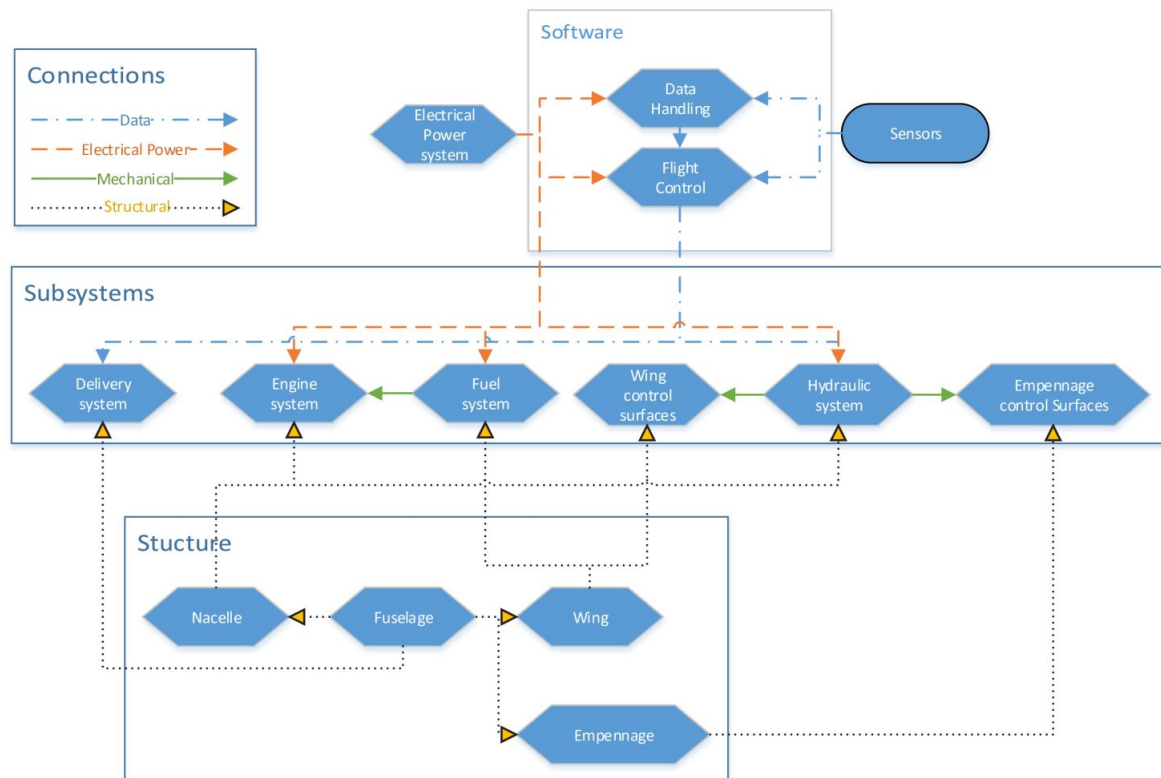 Software
Connections
Data
Electrical Power
Mechanical
Structural
Electrical
Power
system
Data
Handling
Flight
Control
Sensors
Subsystems
Delivery
system
Engine
system
Fuel
system
Wing
control
surfaces
Hydraulic
system
Empennage
control Surfaces
Stucture
Nacelle
Fuselage
Wing
Empennage